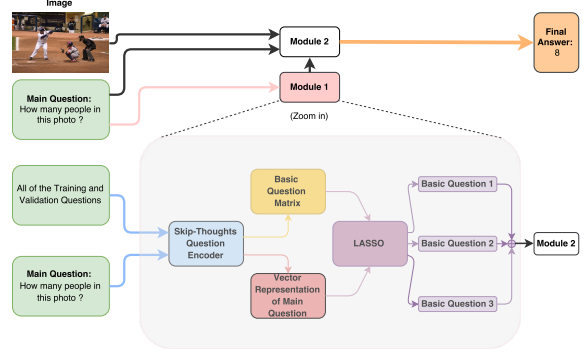 Image
Main Question:
How many people in
this photo ?
Module 2
Module 1
(Zoom in)
Final
Answer:
8
All of the Training and
Validation Questions
Main Question:
How many people in
this photo ?
Skip-Thoughts
Question
Encoder
Basic
Question
Matrix
Vector
Representation
of Main
Question
LASSO
Basic Question 1
Basic Question 2
Basic Question 3
Module 2